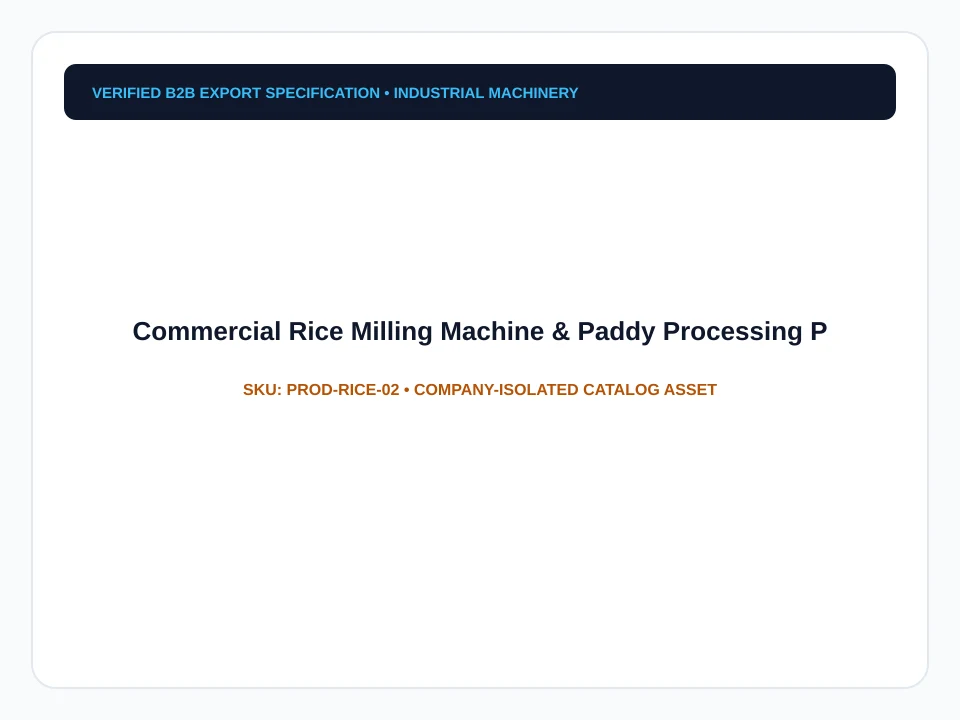 VERIFIED B2B EXPORT SPECIFICATION • INDUSTRIAL MACHINERY
Commercial Rice Milling Machine & Paddy Processing P
SKU: PROD-RICE-02 • COMPANY-ISOLATED CATALOG ASSET